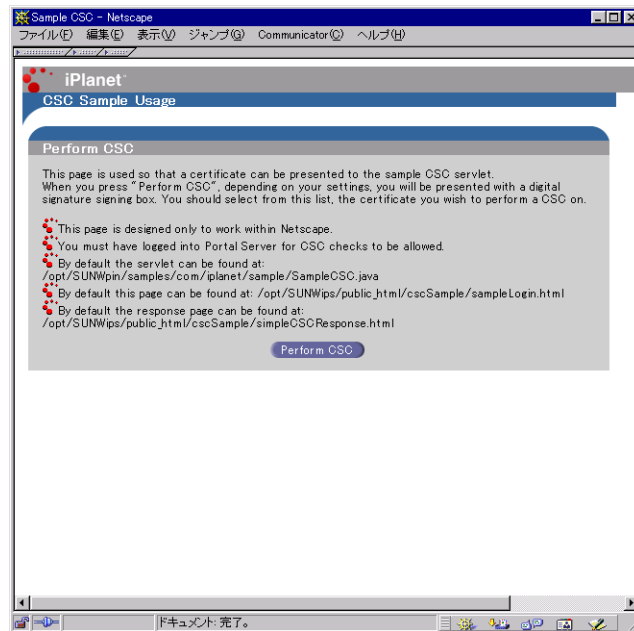 Sample CSC - Netscape
ファイル(F) 編集(E) 表示(V) ジャンプ(G) Communicator(C) ヘルプ(H)
iPlanet
CSC Sample Usage
Perform CSC
This page is used so that a certificate can be presented to the sample CSC servlet.
When you press "Perform CSC", depending on your settings, you will be presented with a digital
signature signing box. You should select from this list, the certificate you wish to perform a CSC on.
This page is designed only to work within Netscape.
You must have logged into Portal Server for CSC checks to be allowed.
By default the servlet can be found at:
/opt/SUNWpin/samples/com/iplanet/sample/SampleCSC.java
By default this page can be found at: /opt/SUNWips/public_html/cscSample/sampleLogin.html
By default the response page can be found at:
/opt/SUNWips/public_html/cscSample/simpleCSCResponse.html
Perform CSC
ドキュメント: 完了。